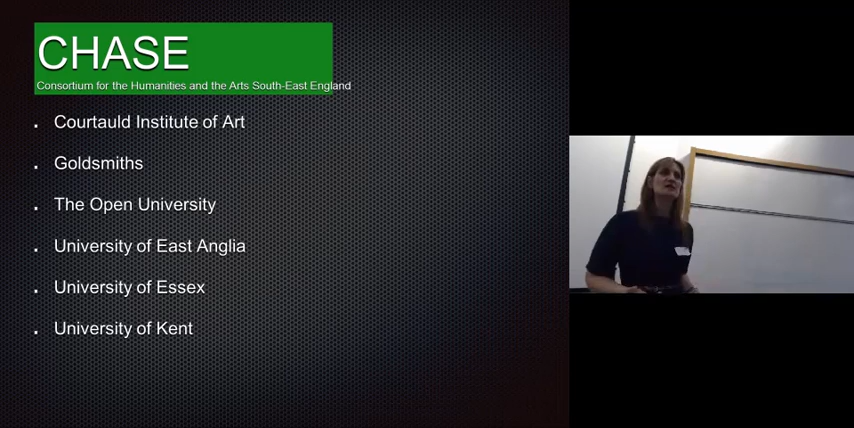 CHASE
Consortium for the Humanities and the Arts South-East England
Courtauld Institute of Art
Goldsmiths
The Open University
University of East Anglia
University of Essex
University of Kent